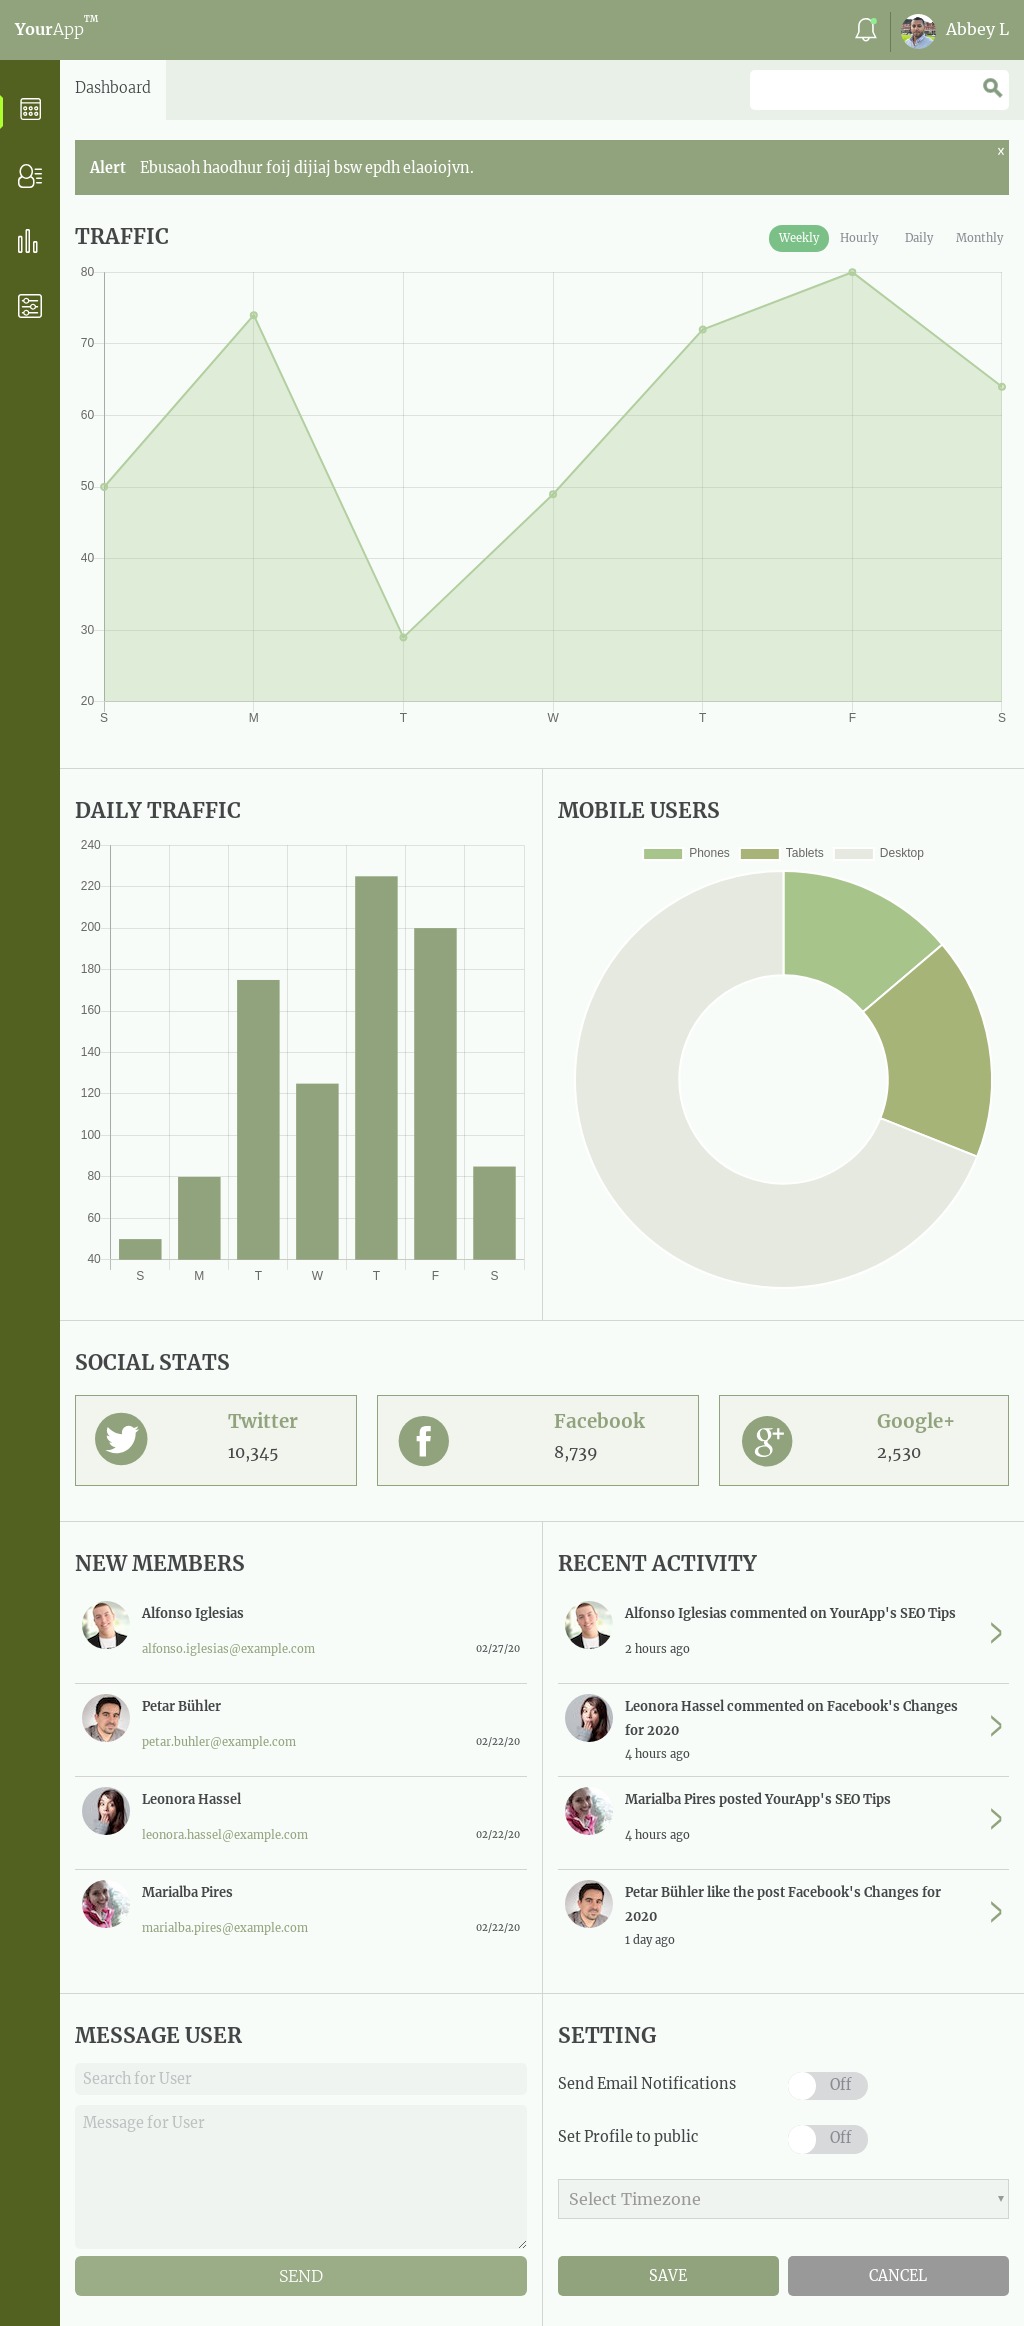 YourApp™
Abbey L
Dashboard
Alert Ebusaoh haodhur foij dijiaj bsw epdh elaoiojvn.
x
TRAFFIC
Weekly Hourly Daily Monthly
80
70
60
50
40
30
20
S M T W T F S
DAILY TRAFFIC
240
220
200
180
160
140
120
100
80
60
40
S M T W T F S
MOBILE USERS
Phones Tablets Desktop
SOCIAL STATS
Twitter
10,345
Facebook
8,739
Google+
2,530
NEW MEMBERS
Alfonso Iglesias
alfonso.iglesias@example.com 02/27/20
Petar Bühler
petar.buhler@example.com 02/22/20
Leonora Hassel
leonora.hassel@example.com 02/22/20
Marialba Pires
marialba.pires@example.com 02/22/20
RECENT ACTIVITY
Alfonso Iglesias commented on YourApp's SEO Tips
2 hours ago
Leonora Hassel commented on Facebook's Changes
for 2020
4 hours ago
Marialba Pires posted YourApp's SEO Tips
4 hours ago
Petar Bühler like the post Facebook's Changes for
2020
1 day ago
MESSAGE USER
Search for User
Message for User
SEND
SETTING
Send Email Notifications Off
Set Profile to public Off
Select Timezone
SAVE CANCEL